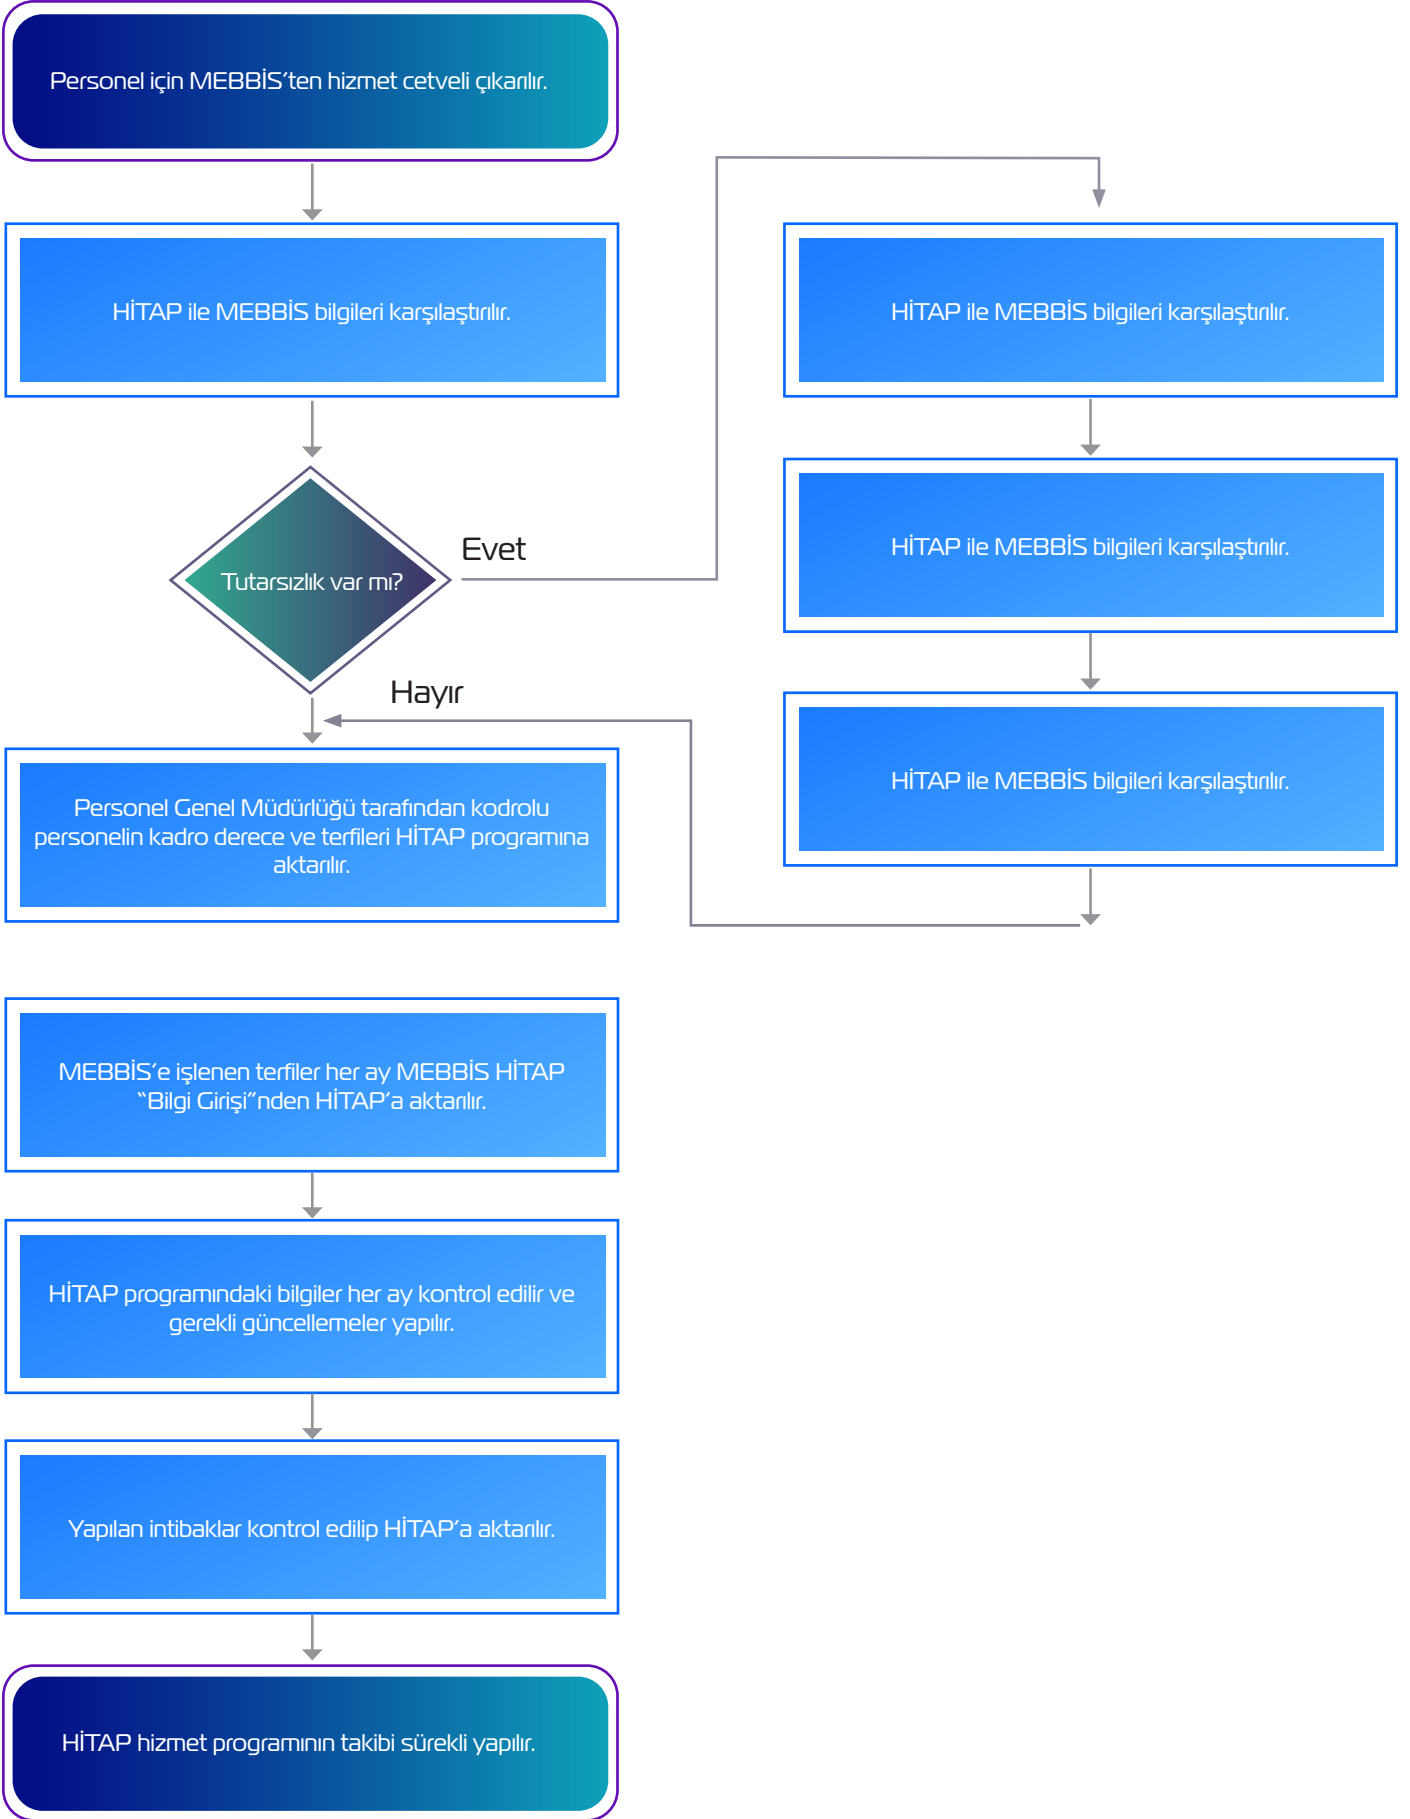 Personel için MEBBİS’ten hizmet cetveli çıkarılır.
HİTAP ile MEBBİS bilgileri karşılaştırılır.
Tutarsızlık var mı?
Evet
Hayır
HİTAP ile MEBBİS bilgileri karşılaştırılır.
HİTAP ile MEBBİS bilgileri karşılaştırılır.
HİTAP ile MEBBİS bilgileri karşılaştırılır.
Personel Genel Müdürlüğü tarafından kodrolu
personelin kadro derece ve terfileri HİTAP programına
aktarılır.
MEBBİS’e işlenen terfiler her ay MEBBİS HİTAP
“Bilgi Girişi”nden HİTAP’a aktarılır.
HİTAP programındaki bilgiler her ay kontrol edilir ve
gerekli güncellemeler yapılır.
Yapılan intibaklar kontrol edilip HİTAP’a aktarılır.
HİTAP hizmet programının takibi sürekli yapılır.